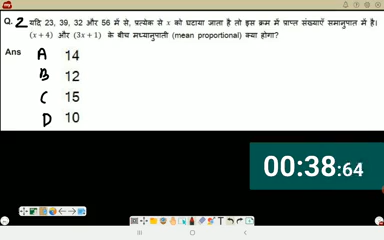 Q. 2 यदि 23, 39, 32 और 56 में से, प्रत्येक से x को घटाया जाता है तो इस क्रम में प्राप्त संख्याएँ समानुपात में है।
(x + 4) और (3x + 1) के बीच मध्यानुपाती (mean proportional) क्या होगा?
Ans A 14
B 12
C 15
D 10
00:38:64